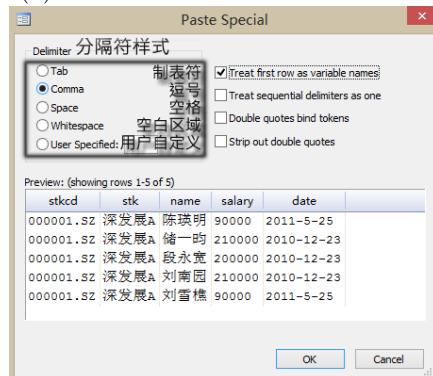 Paste Special
Delimiter 分隔符样式
Tab 制表符
Comma 逗号
Space 空格
Whitespace 空白区域
User Specified: 用户自定义
Treat first row as variable names
Treat sequential delimiters as one
Double quotes bind tokens
Strip out double quotes
Preview: (showing rows 1-5 of 5)
stkcd stk name salary date
000001.SZ 深发展A 陈瑛明 90000 2011-5-25
000001.SZ 深发展A 储一昀 210000 2010-12-23
000001.SZ 深发展A 段永宽 200000 2010-12-23
000001.SZ 深发展A 刘南园 210000 2010-12-23
000001.SZ 深发展A 刘雪樵 90000 2011-5-25
OK Cancel